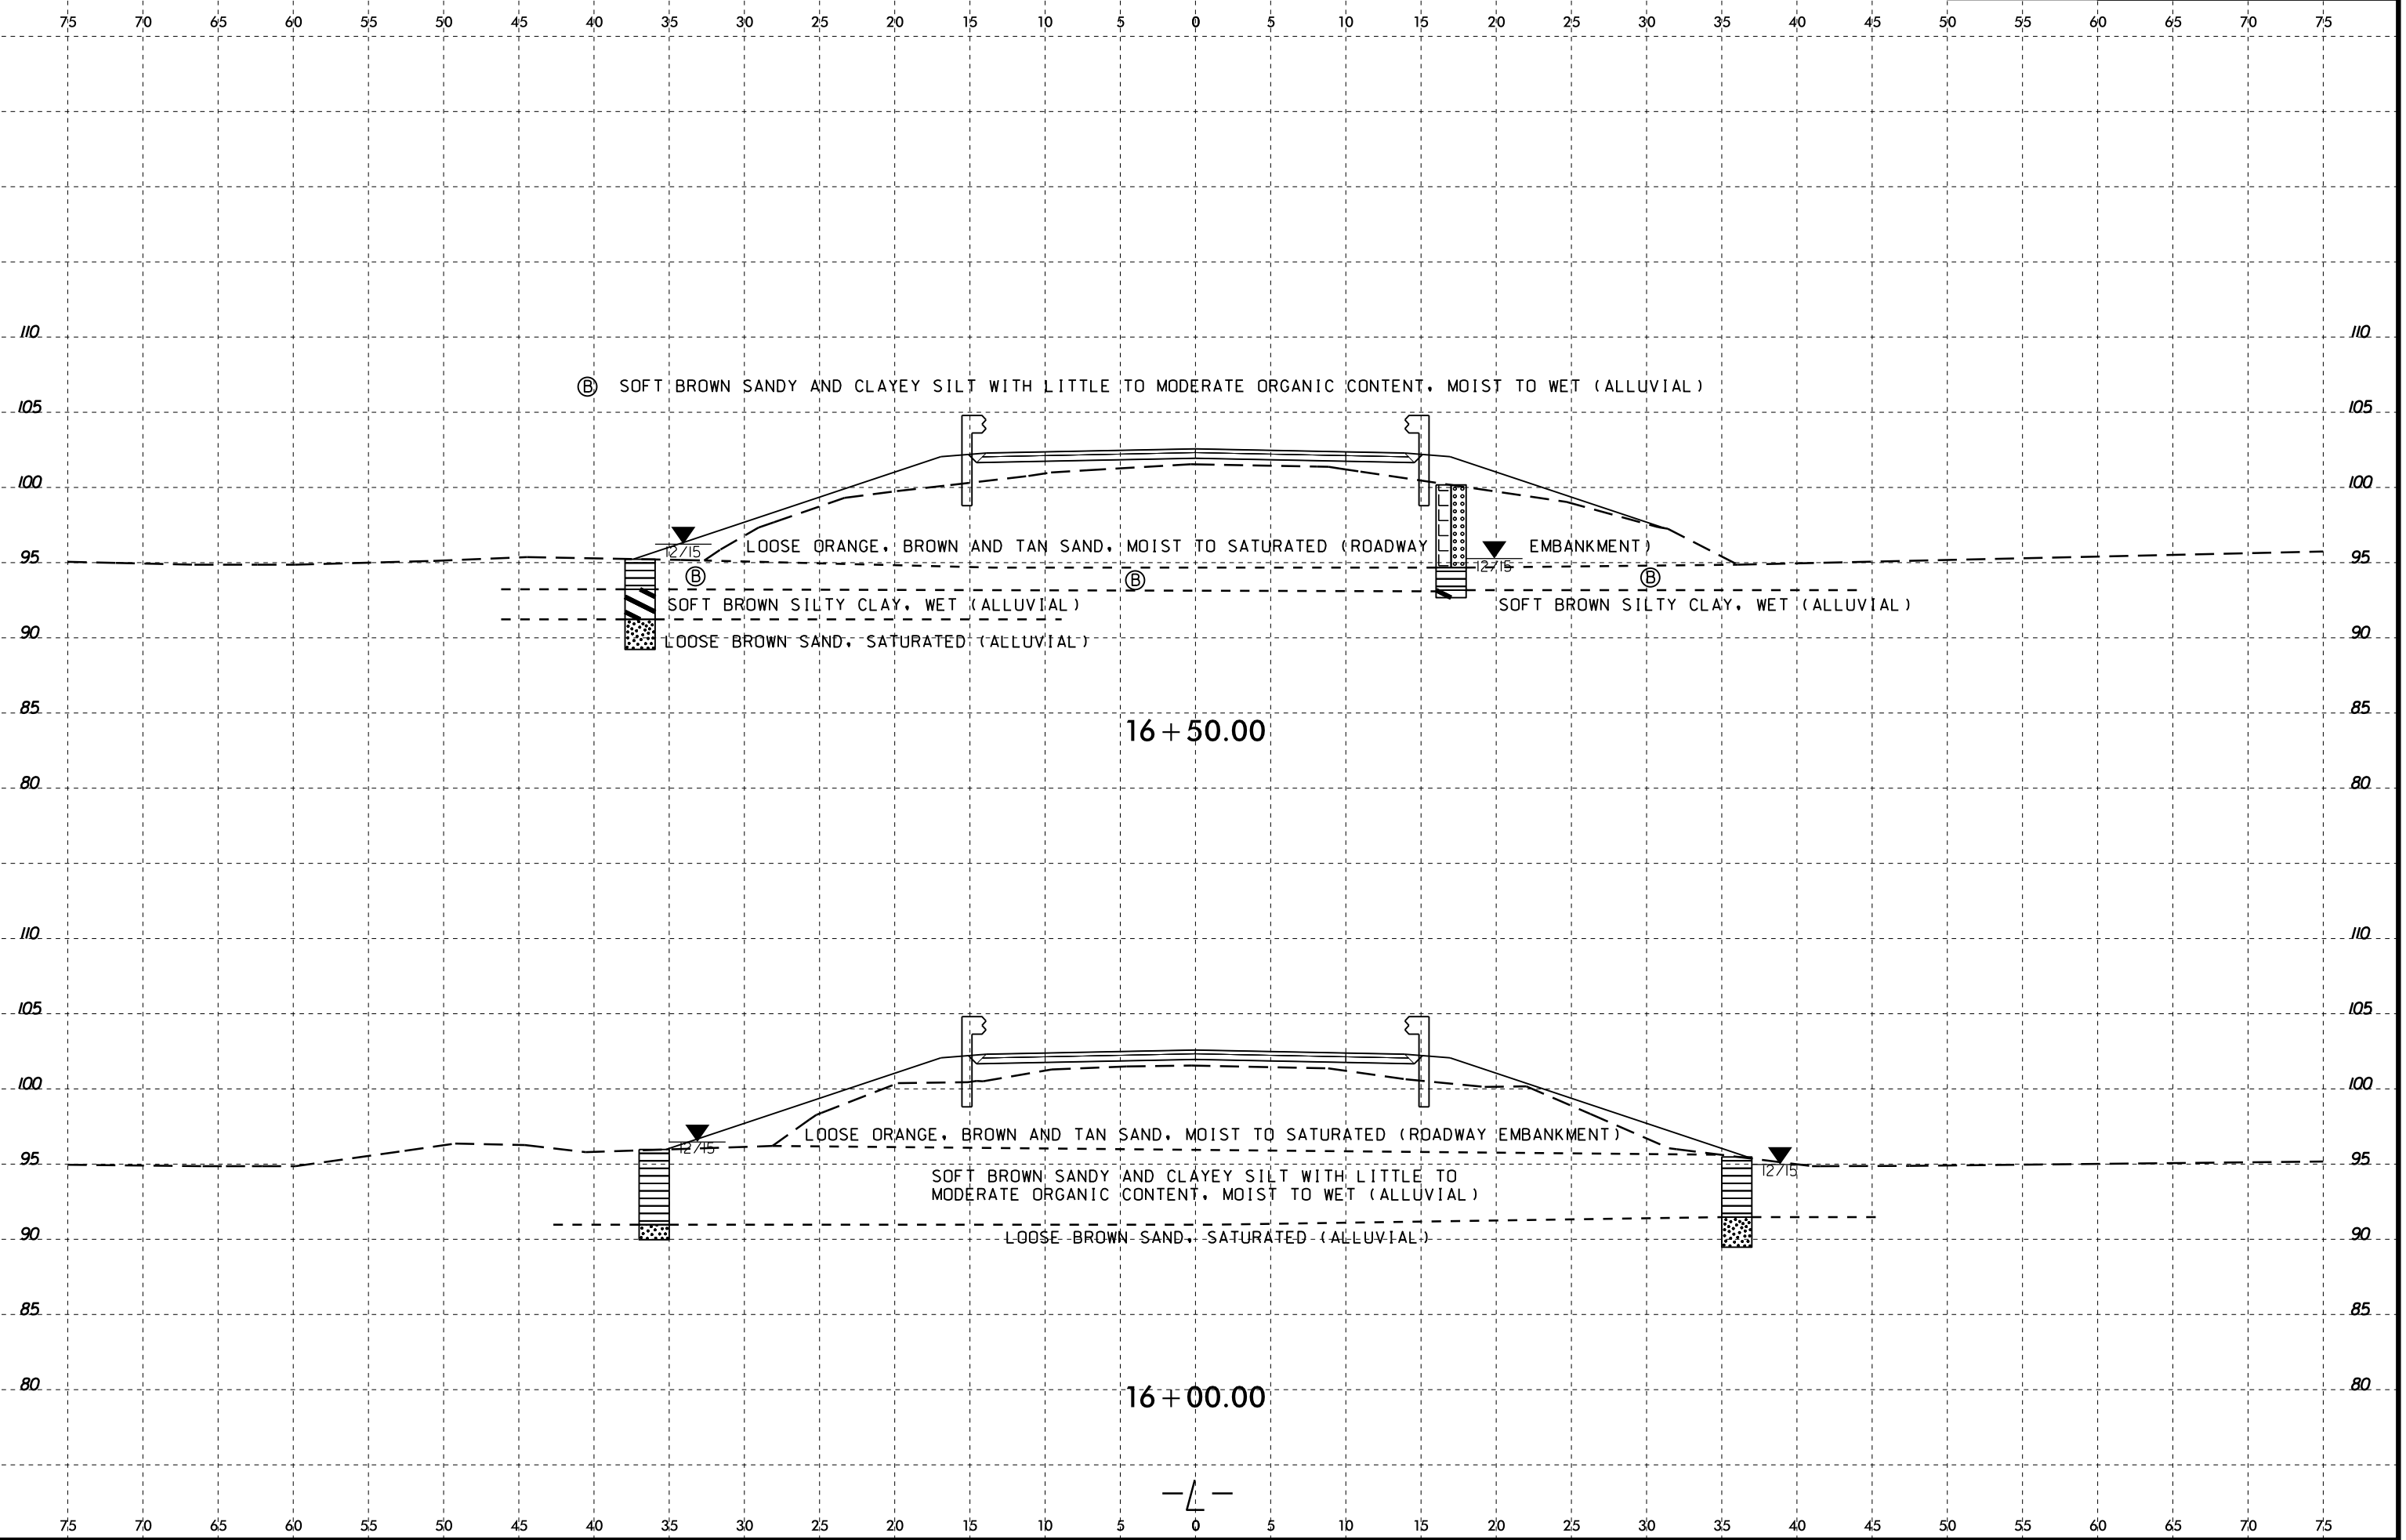 75 70 65 60 55 50 45 40 35 30 25 20 15 10 5 0 5 10 15 20 25 30 35 40 45 50 55 60 65 70 75
110 110
Ⓑ SOFT BROWN SANDY AND CLAYEY SILT WITH LITTLE TO MODERATE ORGANIC CONTENT, MOIST TO WET (ALLUVIAL)
105 105
100 100
LOOSE ORANGE, BROWN AND TAN SAND, MOIST TO SATURATED (ROADWAY EMBANKMENT)
12/15
95 12/15 95
Ⓑ Ⓑ Ⓑ
SOFT BROWN SILTY CLAY, WET (ALLUVIAL) SOFT BROWN SILTY CLAY, WET (ALLUVIAL)
90 90
LOOSE BROWN SAND, SATURATED (ALLUVIAL)
85 85
16+50.00
80 80
110 110
105 105
100 100
LOOSE ORANGE, BROWN AND TAN SAND, MOIST TO SATURATED (ROADWAY EMBANKMENT)
12/15
95 95
12/15
SOFT BROWN SANDY AND CLAYEY SILT WITH LITTLE TO
MODERATE ORGANIC CONTENT, MOIST TO WET (ALLUVIAL)
90 90
LOOSE BROWN SAND, SATURATED (ALLUVIAL)
85 85
80 80
16+00.00
-L-
75 70 65 60 55 50 45 40 35 30 25 20 15 10 5 0 5 10 15 20 25 30 35 40 45 50 55 60 65 70 75